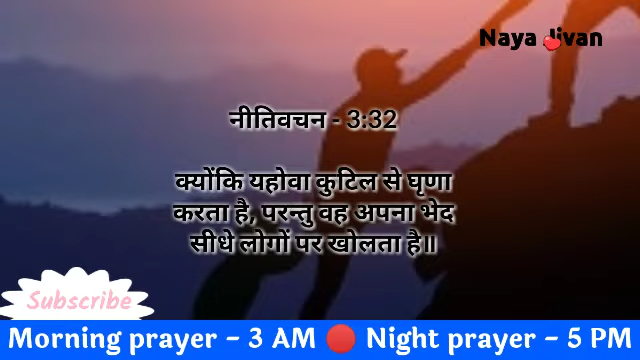 Naya Jivan
नीतिवचन - 3:32
क्योंकि यहोवा कुटिल से घृणा
करता है, परन्तु वह अपना भेद
सीधे लोगों पर खोलता है॥
Subscribe
Morning prayer - 3 AM 🔴 Night prayer - 5 PM